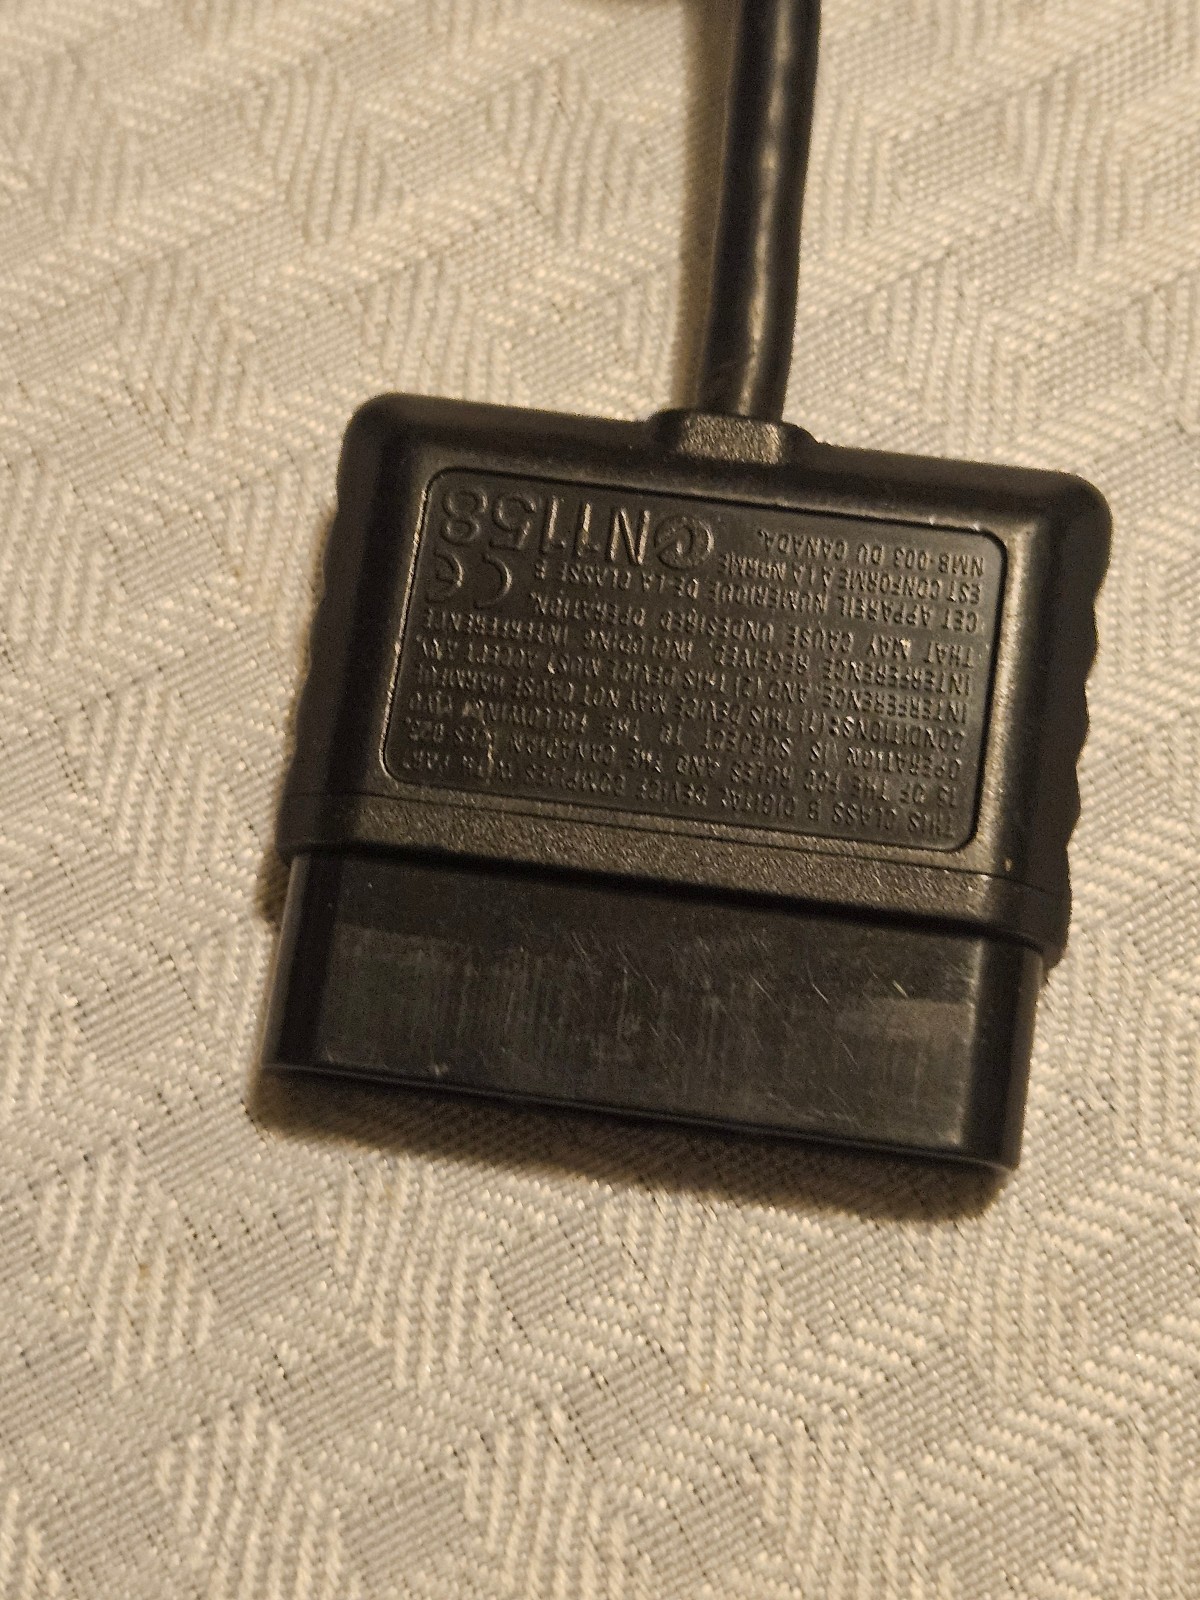 THIS CLASS B DIGITAL DEVICE COMPLIES WITH PART
15 OF THE FCC RULES AND THE CANADIAN ICES-003.
OPERATION IS SUBJECT TO THE FOLLOWING TWO
CONDITIONS:(1) THIS DEVICE MAY NOT CAUSE HARMFUL
INTERFERENCE, AND (2) THIS DEVICE MUST ACCEPT ANY
INTERFERENCE RECEIVED, INCLUDING INTERFERENCE
THAT MAY CAUSE UNDESIRED OPERATION.
CET APPAREIL NUMERIQUE DE LA CLASSE B
EST CONFORME À LA NORME
NMB-003 DU CANADA.
CE
N1158